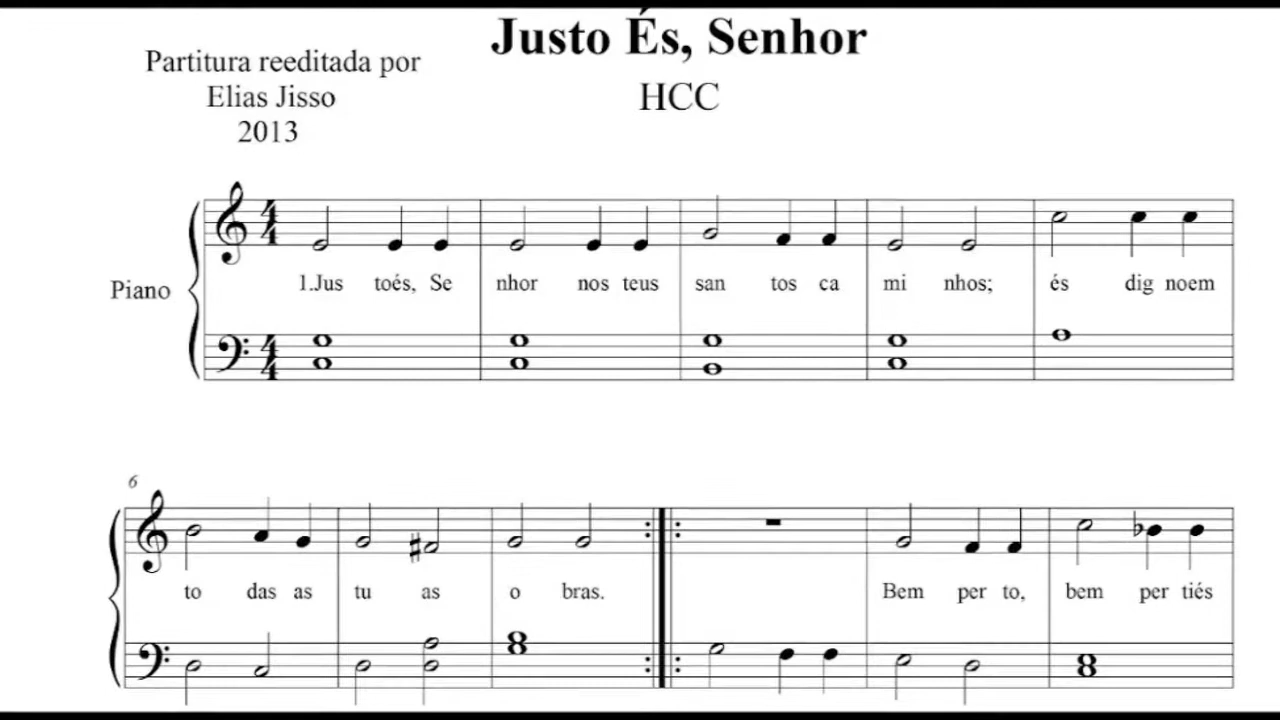 Justo És, Senhor
Partitura reeditada por
Elias Jisso
2013
HCC
Piano
1.Jus toés, Se nhor nos teus san tos ca mi nhos; és dig noem
6
to das as tu as o bras. Bem per to, bem per tiés